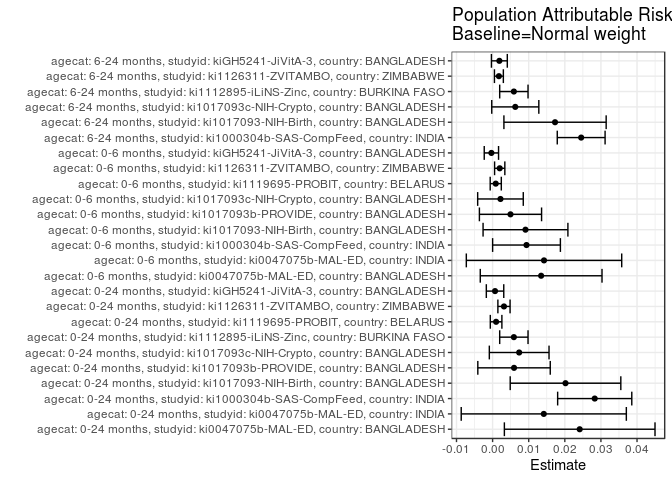 Population Attributable Risk
Baseline=Normal weight
agecat: 6-24 months, studyid: kiGH5241-JiVitA-3, country: BANGLADESH
agecat: 6-24 months, studyid: ki1126311-ZVITAMBO, country: ZIMBABWE
agecat: 6-24 months, studyid: ki1112895-iLiNS-Zinc, country: BURKINA FASO
agecat: 6-24 months, studyid: ki1017093c-NIH-Crypto, country: BANGLADESH
agecat: 6-24 months, studyid: ki1017093-NIH-Birth, country: BANGLADESH
agecat: 6-24 months, studyid: ki1000304b-SAS-CompFeed, country: INDIA
agecat: 0-6 months, studyid: kiGH5241-JiVitA-3, country: BANGLADESH
agecat: 0-6 months, studyid: ki1126311-ZVITAMBO, country: ZIMBABWE
agecat: 0-6 months, studyid: ki1119695-PROBIT, country: BELARUS
agecat: 0-6 months, studyid: ki1017093c-NIH-Crypto, country: BANGLADESH
agecat: 0-6 months, studyid: ki1017093b-PROVIDE, country: BANGLADESH
agecat: 0-6 months, studyid: ki1017093-NIH-Birth, country: BANGLADESH
agecat: 0-6 months, studyid: ki1000304b-SAS-CompFeed, country: INDIA
agecat: 0-6 months, studyid: ki0047075b-MAL-ED, country: INDIA
agecat: 0-6 months, studyid: ki0047075b-MAL-ED, country: BANGLADESH
agecat: 0-24 months, studyid: kiGH5241-JiVitA-3, country: BANGLADESH
agecat: 0-24 months, studyid: ki1126311-ZVITAMBO, country: ZIMBABWE
agecat: 0-24 months, studyid: ki1119695-PROBIT, country: BELARUS
agecat: 0-24 months, studyid: ki1112895-iLiNS-Zinc, country: BURKINA FASO
agecat: 0-24 months, studyid: ki1017093c-NIH-Crypto, country: BANGLADESH
agecat: 0-24 months, studyid: ki1017093b-PROVIDE, country: BANGLADESH
agecat: 0-24 months, studyid: ki1017093-NIH-Birth, country: BANGLADESH
agecat: 0-24 months, studyid: ki1000304b-SAS-CompFeed, country: INDIA
agecat: 0-24 months, studyid: ki0047075b-MAL-ED, country: INDIA
agecat: 0-24 months, studyid: ki0047075b-MAL-ED, country: BANGLADESH
-0.01 0.00 0.01 0.02 0.03 0.04
Estimate